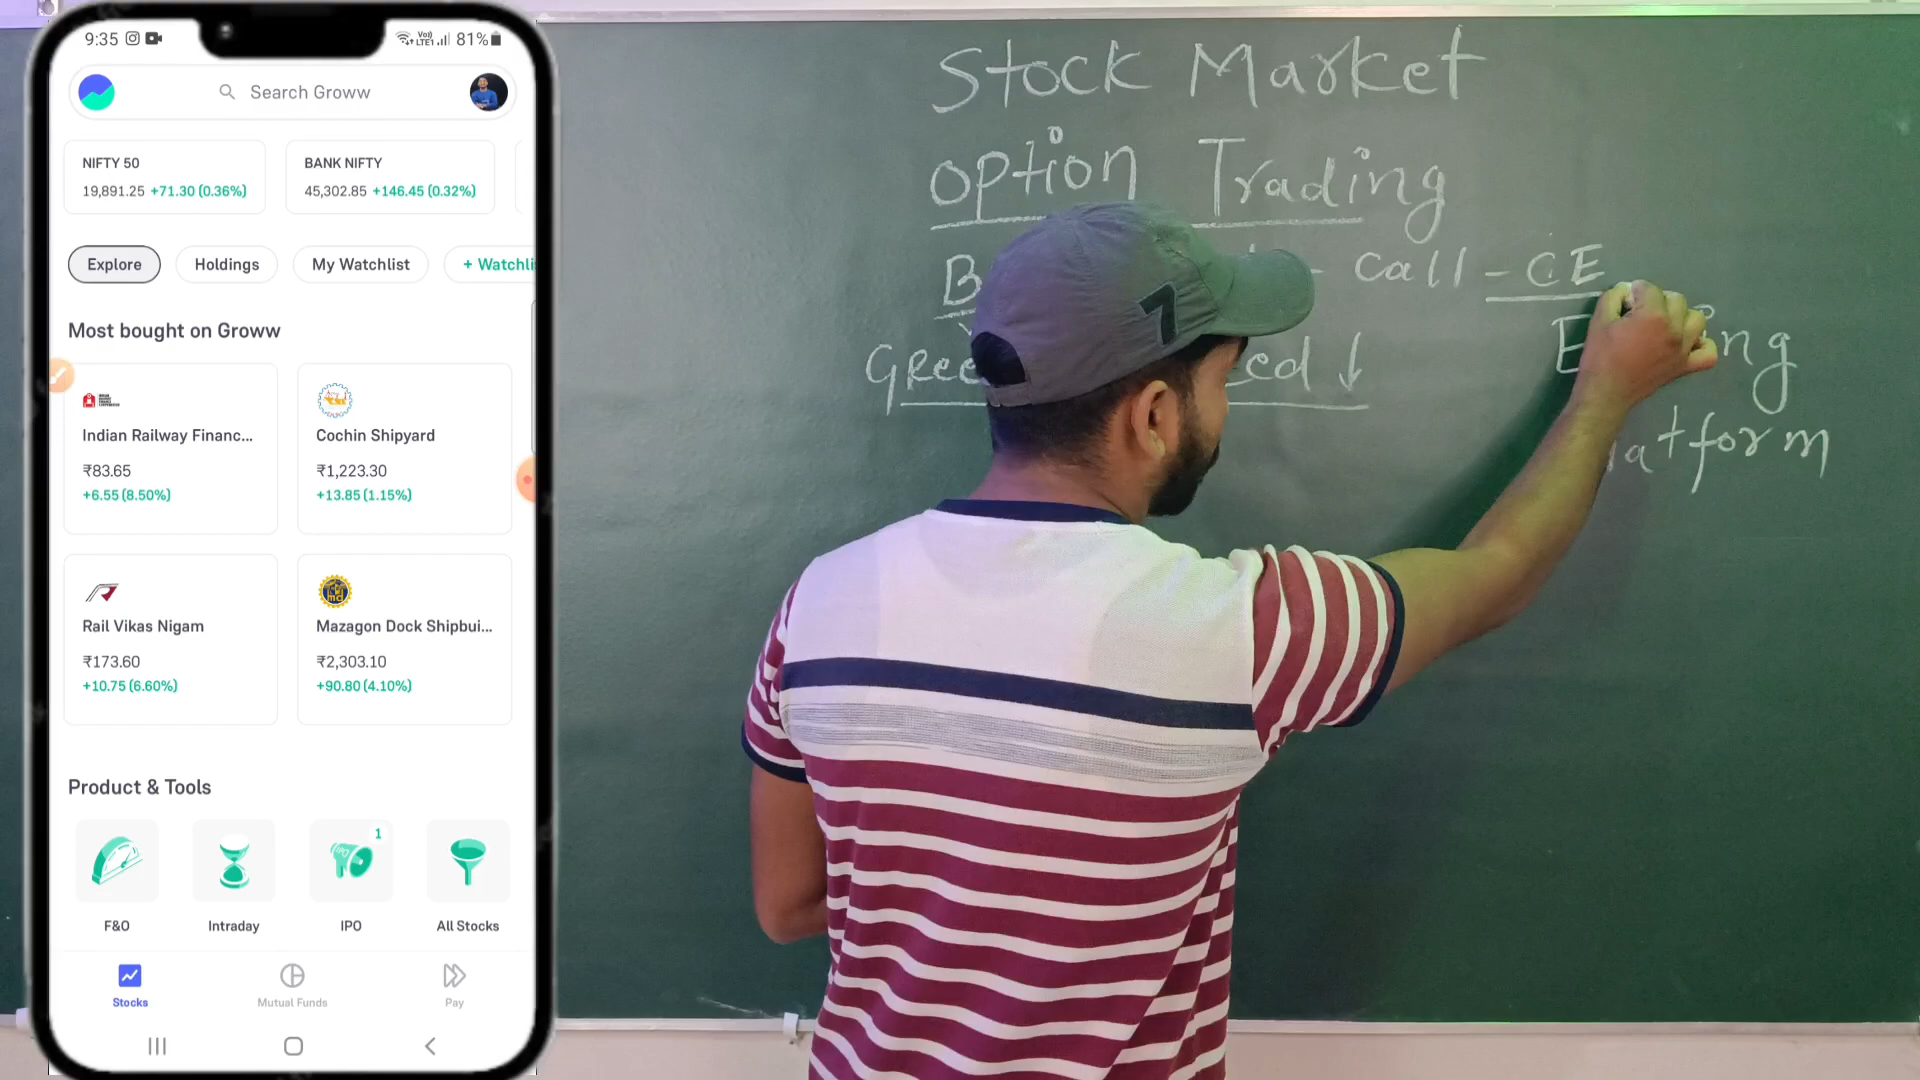 9:35
Vo)) LTE1 81%
Search Groww
NIFTY 50
19,891.25 +71.30 (0.36%)
BANK NIFTY
45,302.85 +146.45 (0.32%)
Explore
Holdings
My Watchlist
+ Watchli
Most bought on Groww
Indian Railway Financ...
₹83.65
+6.55 (8.50%)
Cochin Shipyard
₹1,223.30
+13.85 (1.15%)
Rail Vikas Nigam
₹173.60
+10.75 (6.60%)
Mazagon Dock Shipbui...
₹2,303.10
+90.80 (4.10%)
Product & Tools
1
F&O
Intraday
IPO
All Stocks
Stocks
Mutual Funds
Pay
Stock Market
Option Trading
Call - CE
7
form